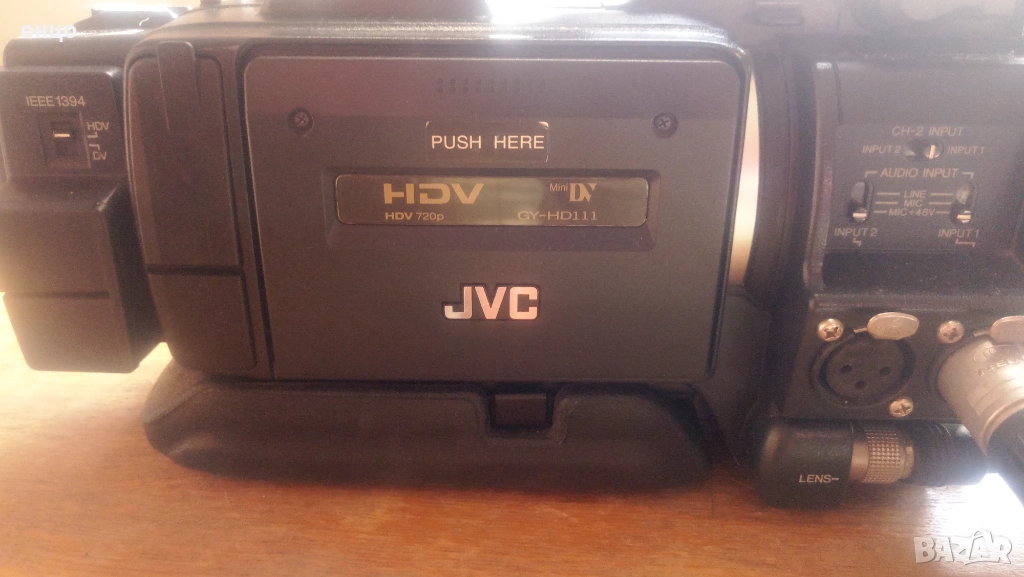 IEEE1394
HDV
DV
PUSH HERE
HDV
Mini DV
HDV 720p
GY-HD111
JVC
CH-2 INPUT
INPUT 2
INPUT 1
AUDIO INPUT
LINE
MIC
MIC+48V
INPUT 2
INPUT 1
LENS
BAZAR